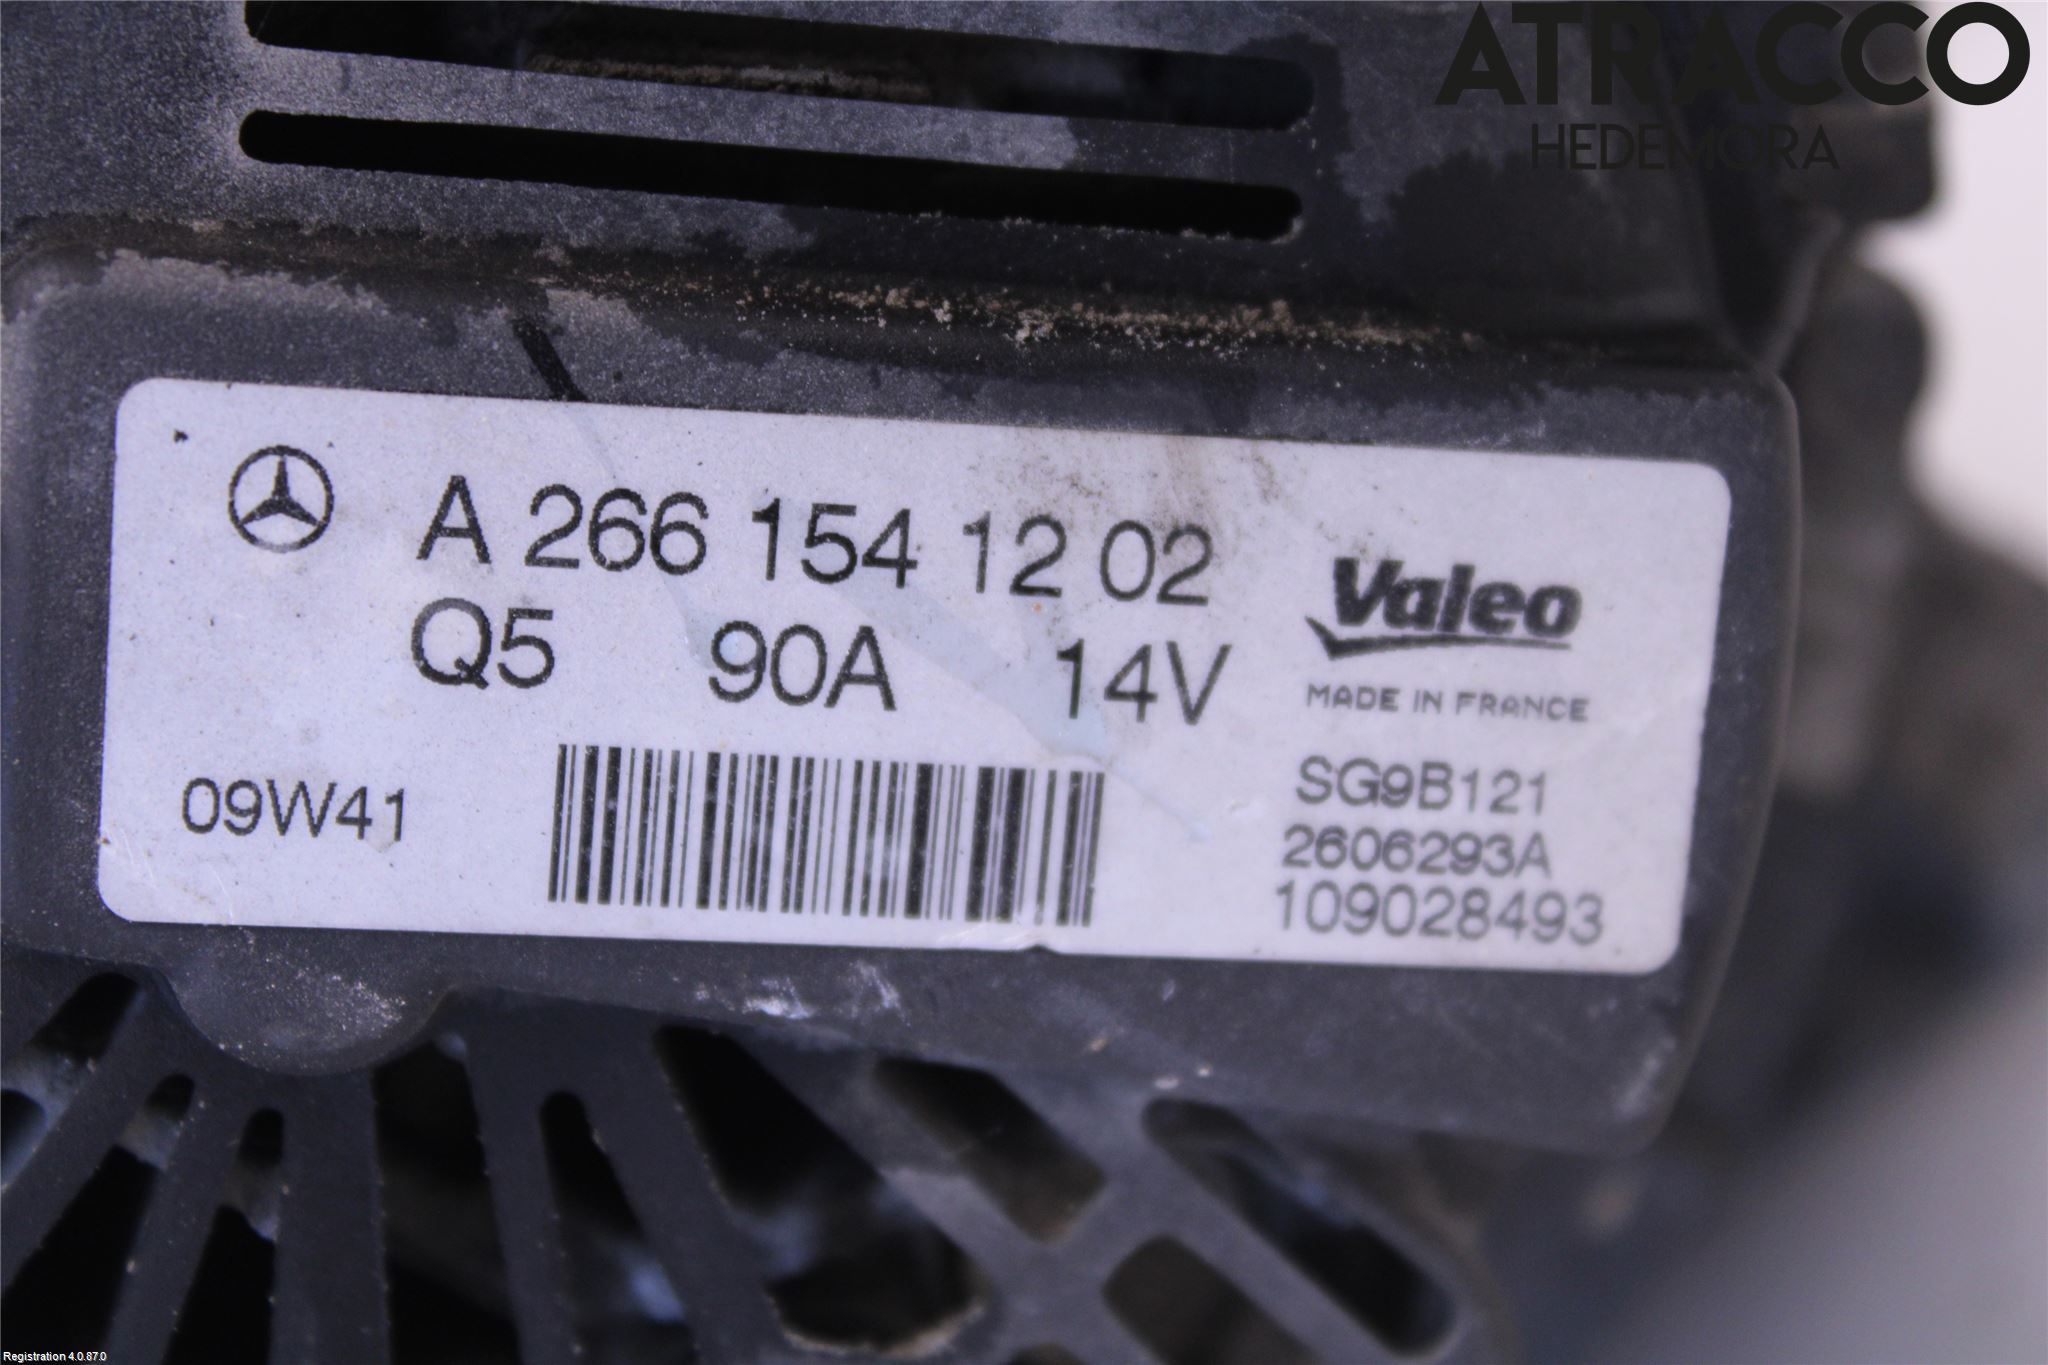 ATRACCO
HEDEMORA
A 266 154 12 02
Q5 90A 14V
Valeo
MADE IN FRANCE
09W41
SG9B121
2606293A
109028493
Registration 4.0.87.0